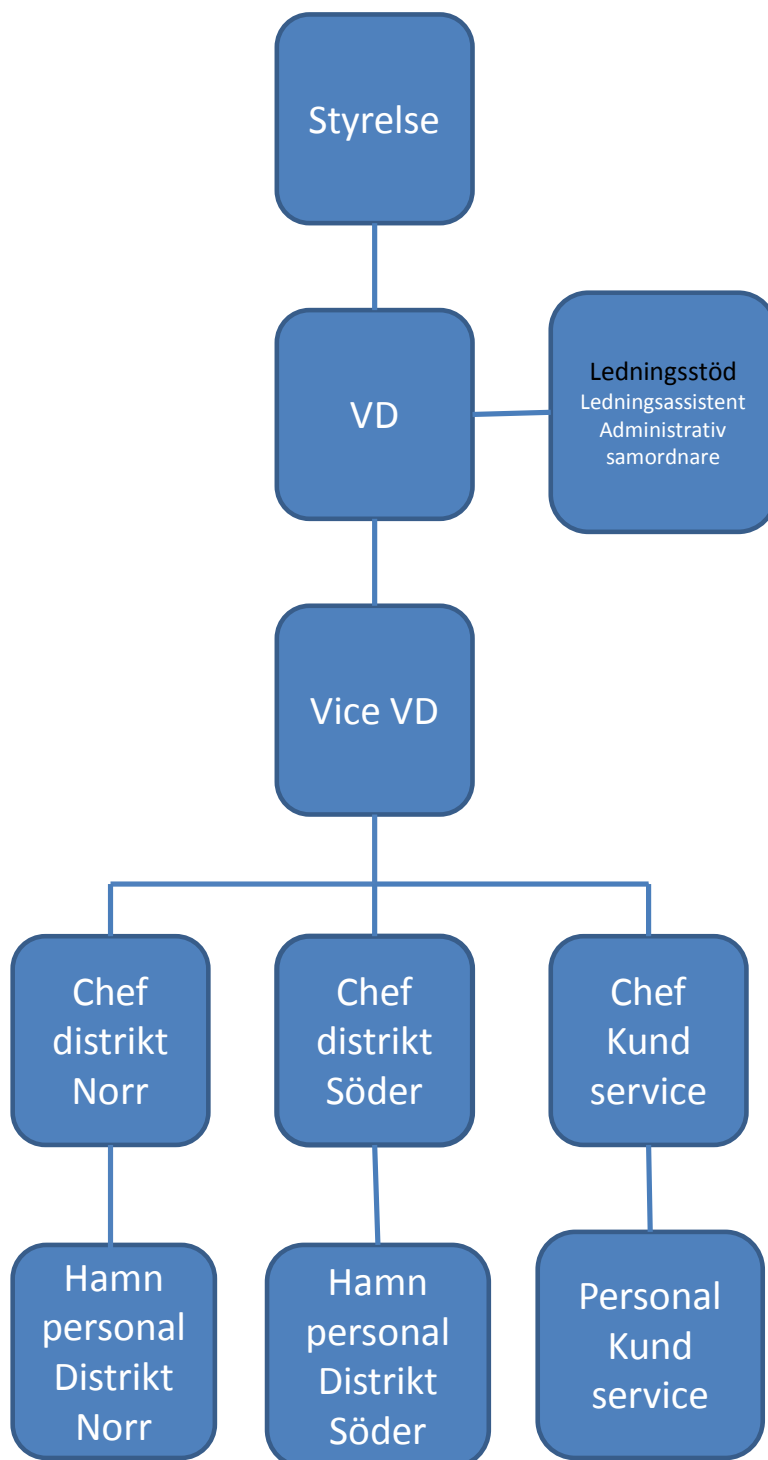 Styrelse
VD
Ledningsstöd
Ledningsassistent
Administrativ
samordnare
Vice VD
Chef
distrikt
Norr
Chef
distrikt
Söder
Chef
Kund
service
Hamn
personal
Distrikt
Norr
Hamn
personal
Distrikt
Söder
Personal
Kund
service